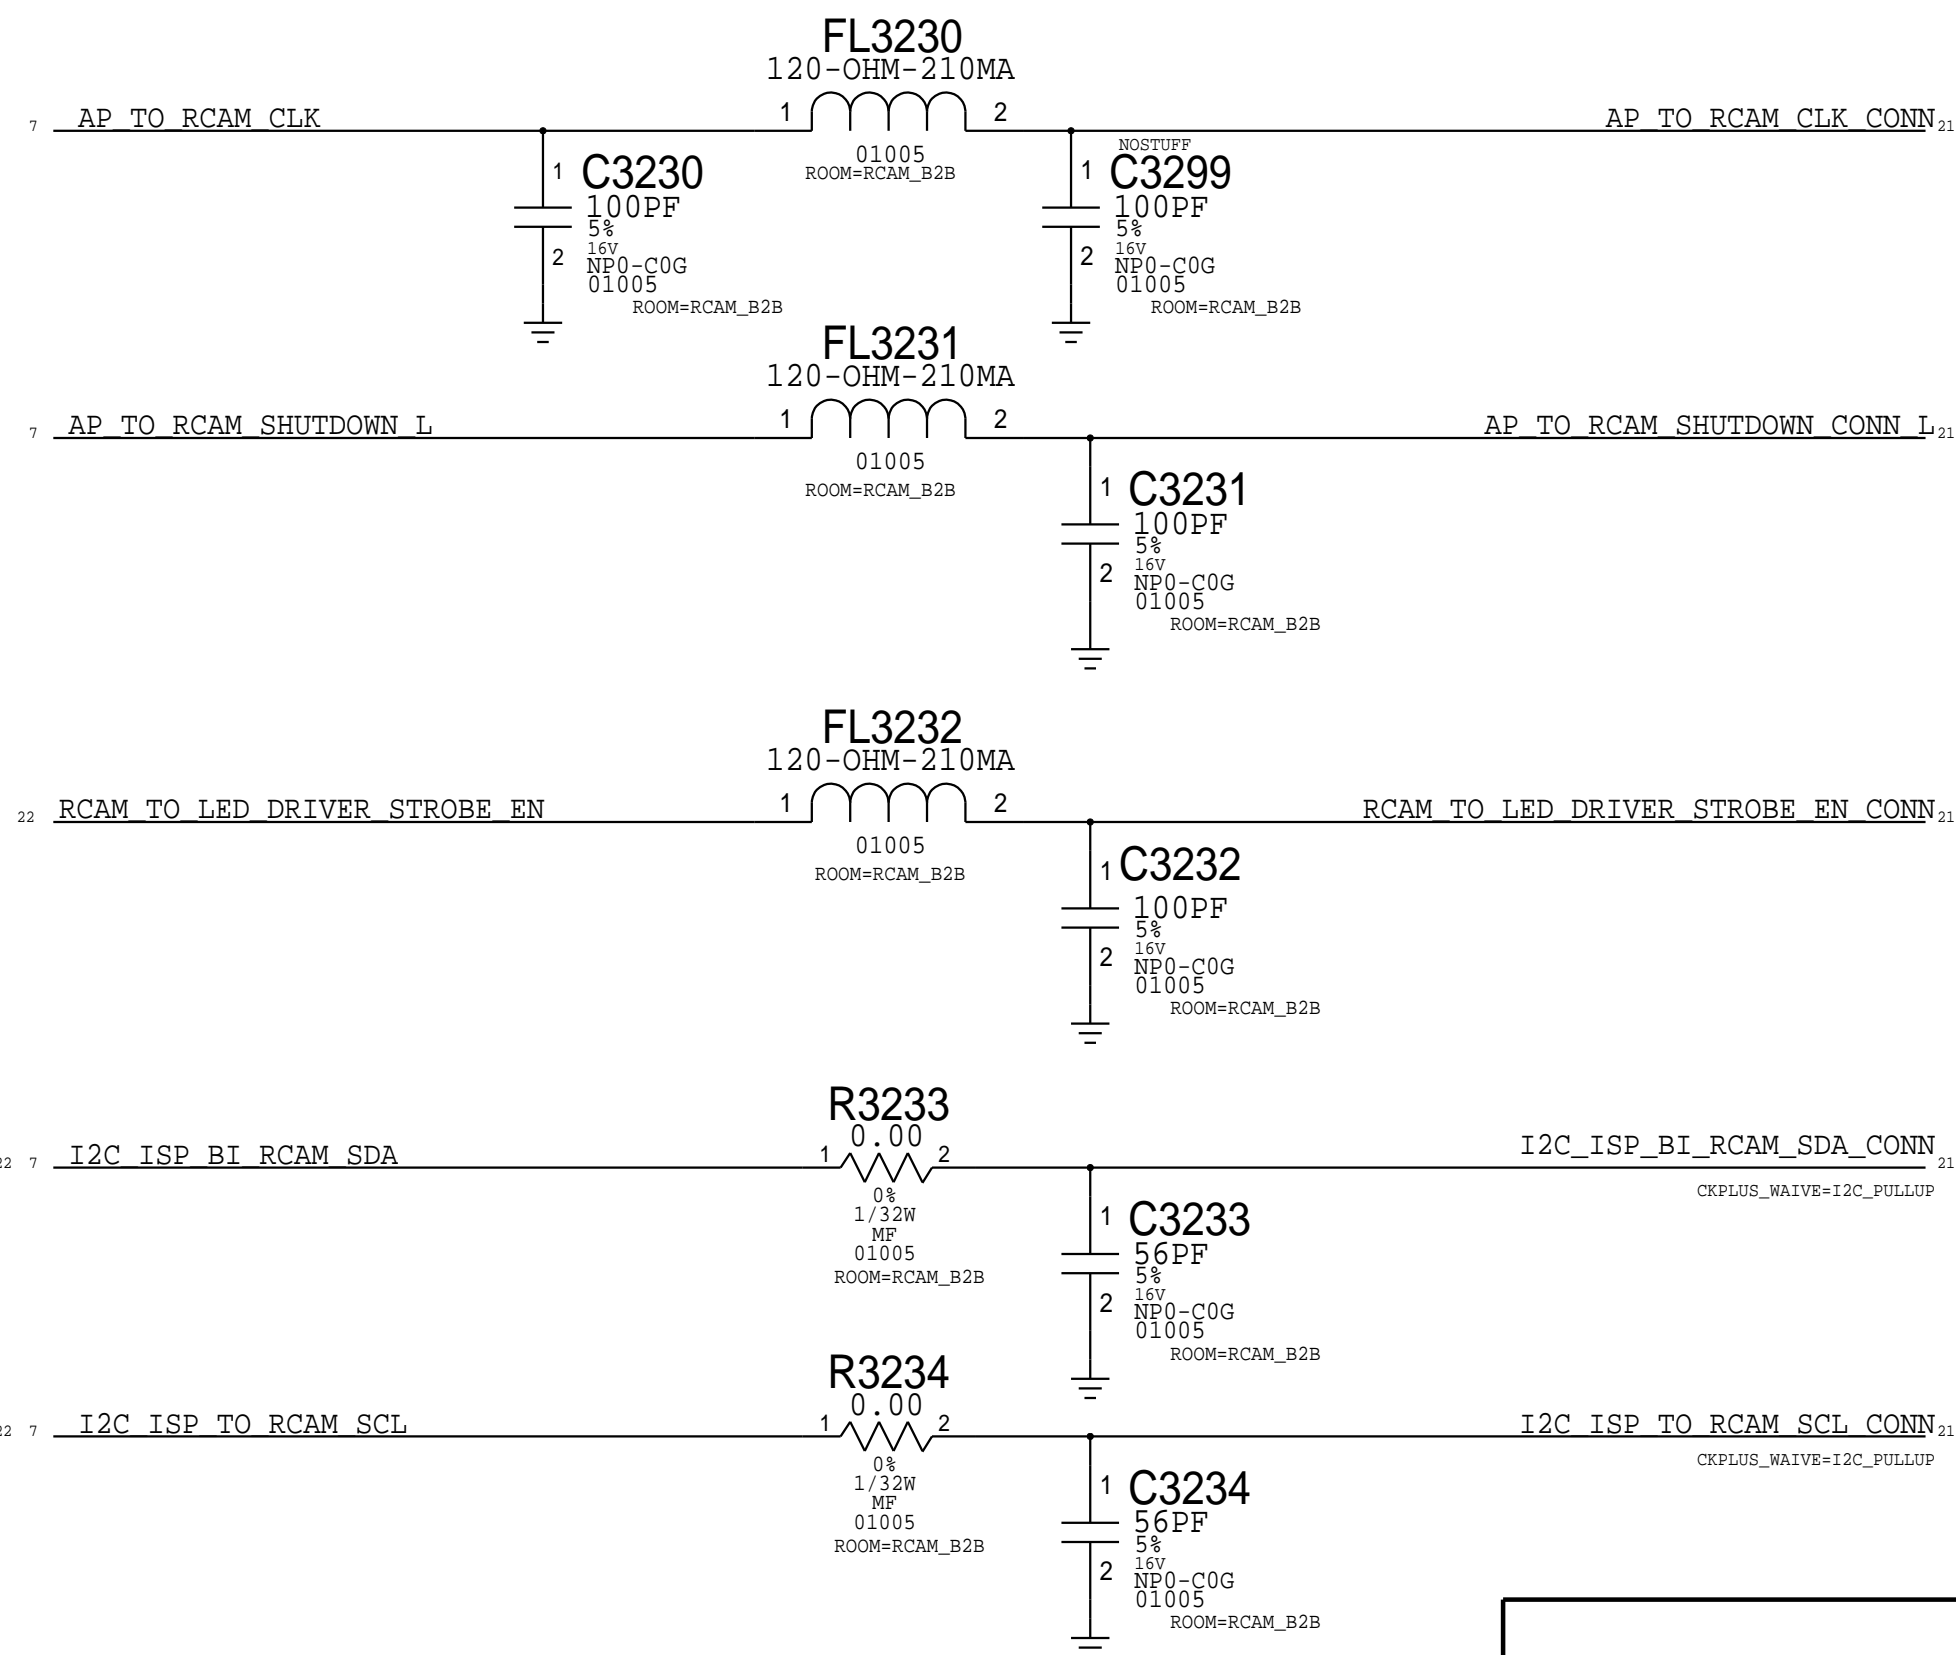 FL3230
120-OHM-210MA
7 AP_TO_RCAM_CLK 1 2 AP_TO_RCAM_CLK_CONN 21
01005
ROOM=RCAM_B2B
1 C3230
100PF
5%
16V
2 NP0-C0G
01005
ROOM=RCAM_B2B
NOSTUFF
1 C3299
100PF
5%
16V
2 NP0-C0G
01005
ROOM=RCAM_B2B
FL3231
120-OHM-210MA
7 AP_TO_RCAM_SHUTDOWN_L 1 2 AP_TO_RCAM_SHUTDOWN_CONN_L 21
01005
ROOM=RCAM_B2B
1 C3231
100PF
5%
16V
2 NP0-C0G
01005
ROOM=RCAM_B2B
FL3232
120-OHM-210MA
22 RCAM_TO_LED_DRIVER_STROBE_EN 1 2 RCAM_TO_LED_DRIVER_STROBE_EN_CONN 21
01005
ROOM=RCAM_B2B
1 C3232
100PF
5%
16V
2 NP0-C0G
01005
ROOM=RCAM_B2B
R3233
0.00
22 7 I2C_ISP_BI_RCAM_SDA 1 2 I2C_ISP_BI_RCAM_SDA_CONN 21
CKPLUS_WAIVE=I2C_PULLUP
0%
1/32W
MF
01005
ROOM=RCAM_B2B
1 C3233
56PF
5%
16V
2 NP0-C0G
01005
ROOM=RCAM_B2B
R3234
0.00
22 7 I2C_ISP_TO_RCAM_SCL 1 2 I2C_ISP_TO_RCAM_SCL_CONN 21
CKPLUS_WAIVE=I2C_PULLUP
0%
1/32W
MF
01005
ROOM=RCAM_B2B
1 C3234
56PF
5%
16V
2 NP0-C0G
01005
ROOM=RCAM_B2B